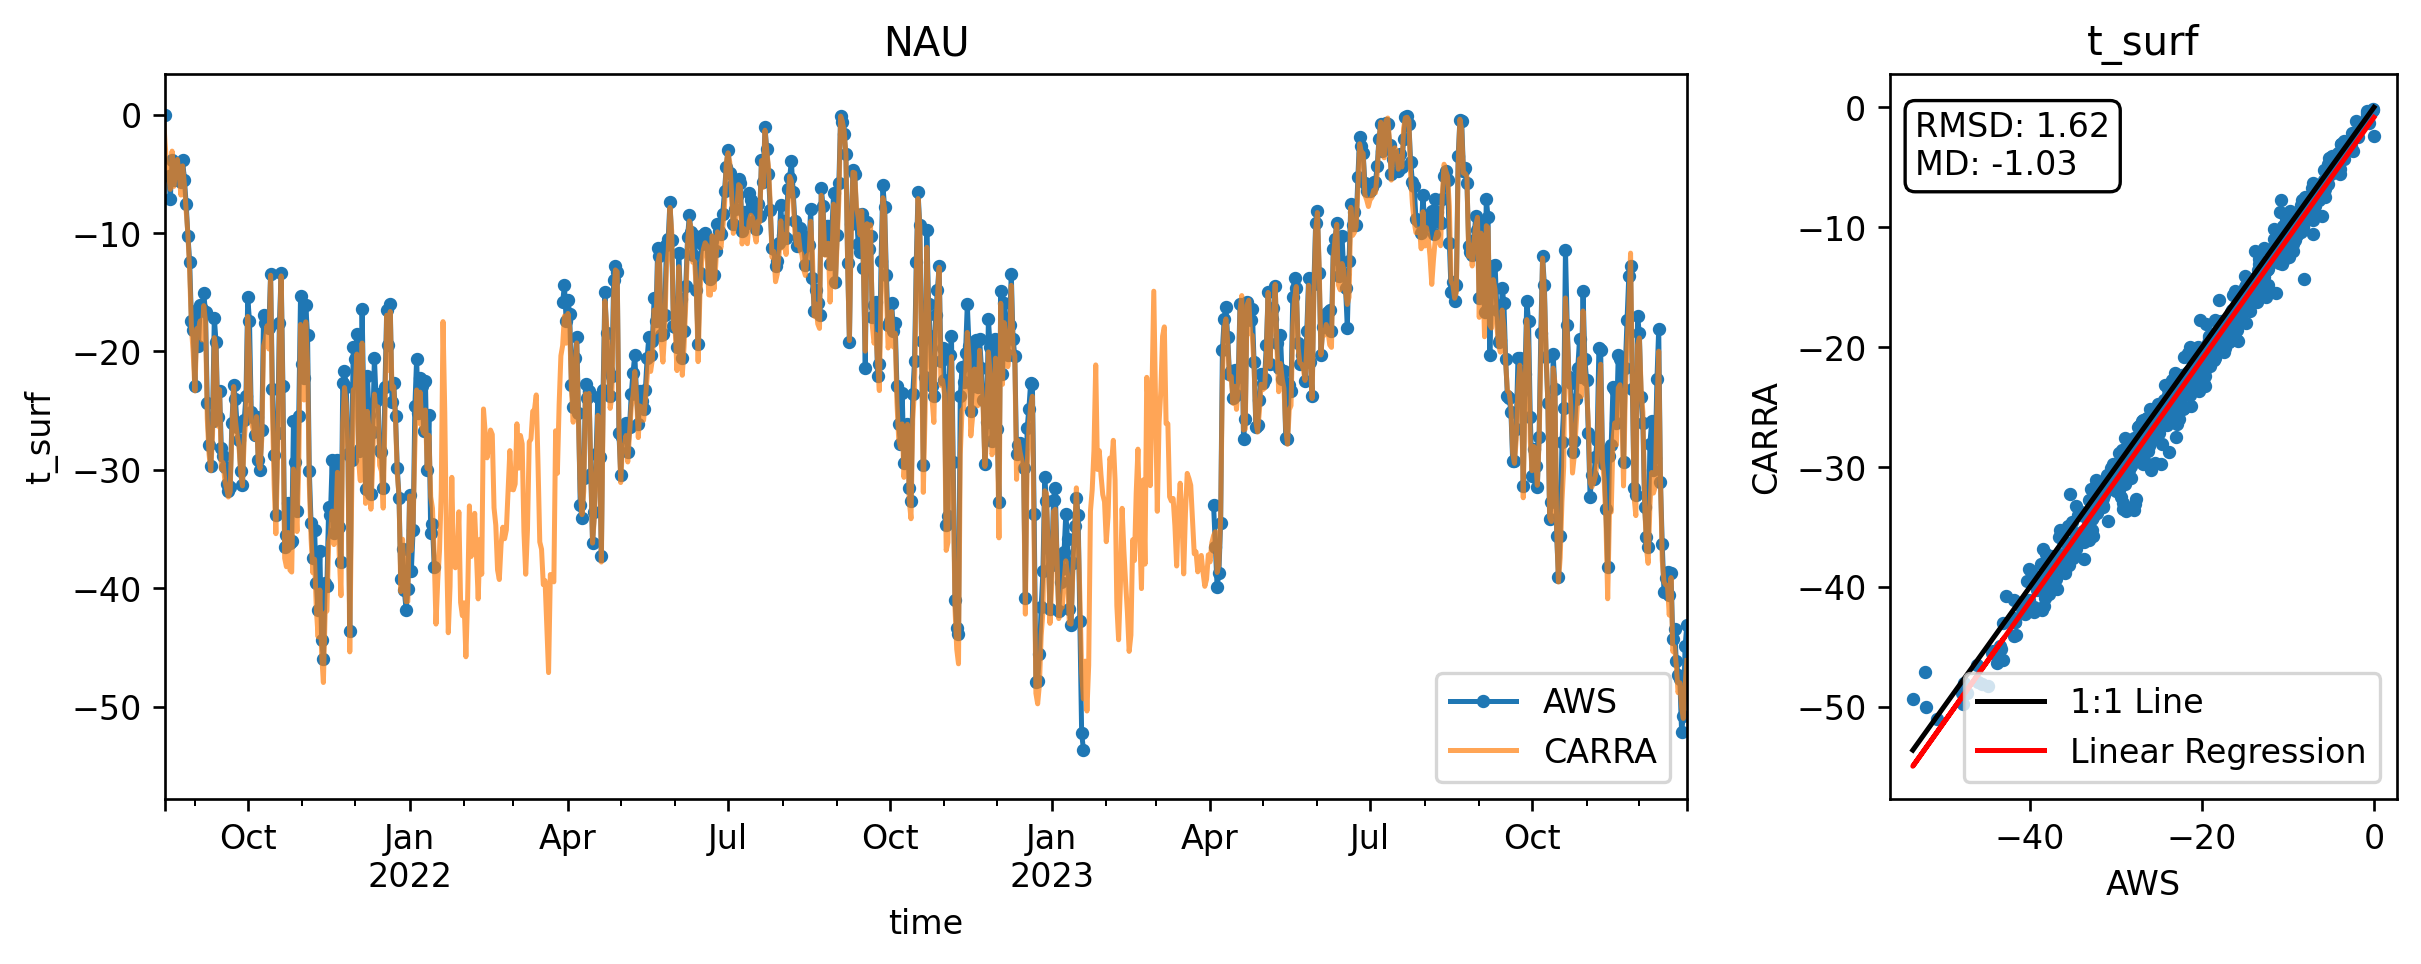 NAU
t_surf
0
−10
−20
−30
−40
−50
t_surf
AWS
CARRA
Oct
Jan
2022
Apr
Jul
Oct
Jan
2023
Apr
Jul
Oct
time
t_surf
RMSD: 1.62
MD: -1.03
0
−10
−20
−30
−40
−50
CARRA
1:1 Line
Linear Regression
−40
−20
0
AWS